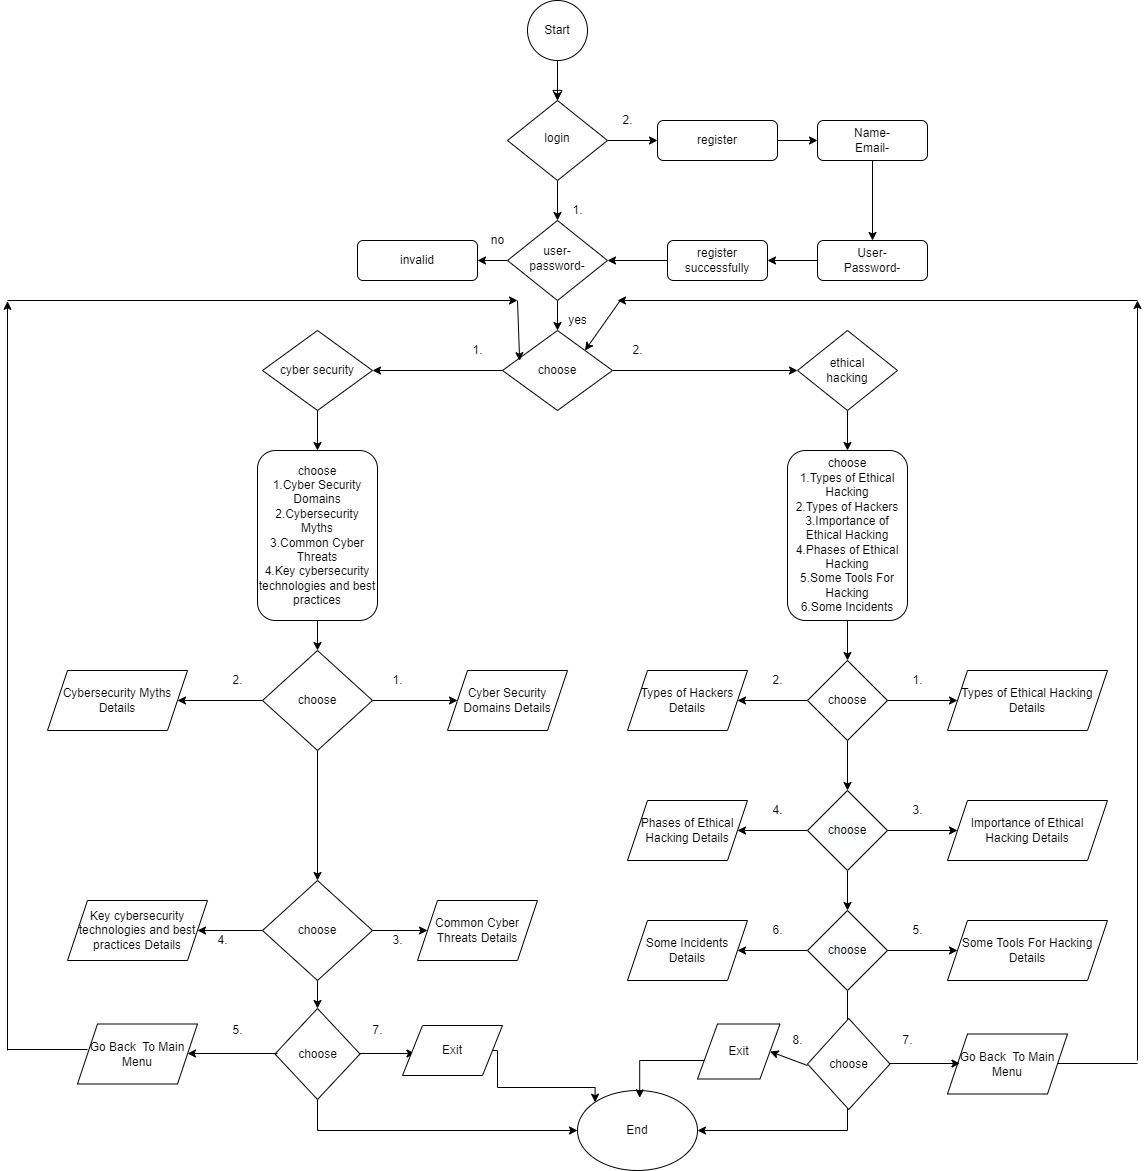 Start
login
2.
register
Name-
Email-
1.
no
invalid
user-
password-
register
successfully
User-
Password-
yes
1.
2.
cyber security
choose
ethical
hacking
choose
1.Cyber Security
Domains
2.Cybersecurity
Myths
3.Common Cyber
Threats
4.Key cybersecurity
technologies and best
practices
choose
1.Types of Ethical
Hacking
2.Types of Hackers
3.Importance of
Ethical Hacking
4.Phases of Ethical
Hacking
5.Some Tools For
Hacking
6.Some Incidents
2.
1.
Cybersecurity Myths
Details
choose
Cyber Security
Domains Details
2.
1.
Types of Hackers
Details
choose
Types of Ethical Hacking
Details
4.
3.
Phases of Ethical
Hacking Details
choose
Importance of Ethical
Hacking Details
Key cybersecurity
technologies and best
practices Details
4.
choose
3.
Common Cyber
Threats Details
6.
5.
Some Incidents
Details
choose
Some Tools For Hacking
Details
5.
7.
Go Back  To Main
Menu
choose
Exit
8.
7.
Exit
choose
Go Back  To Main
Menu
End